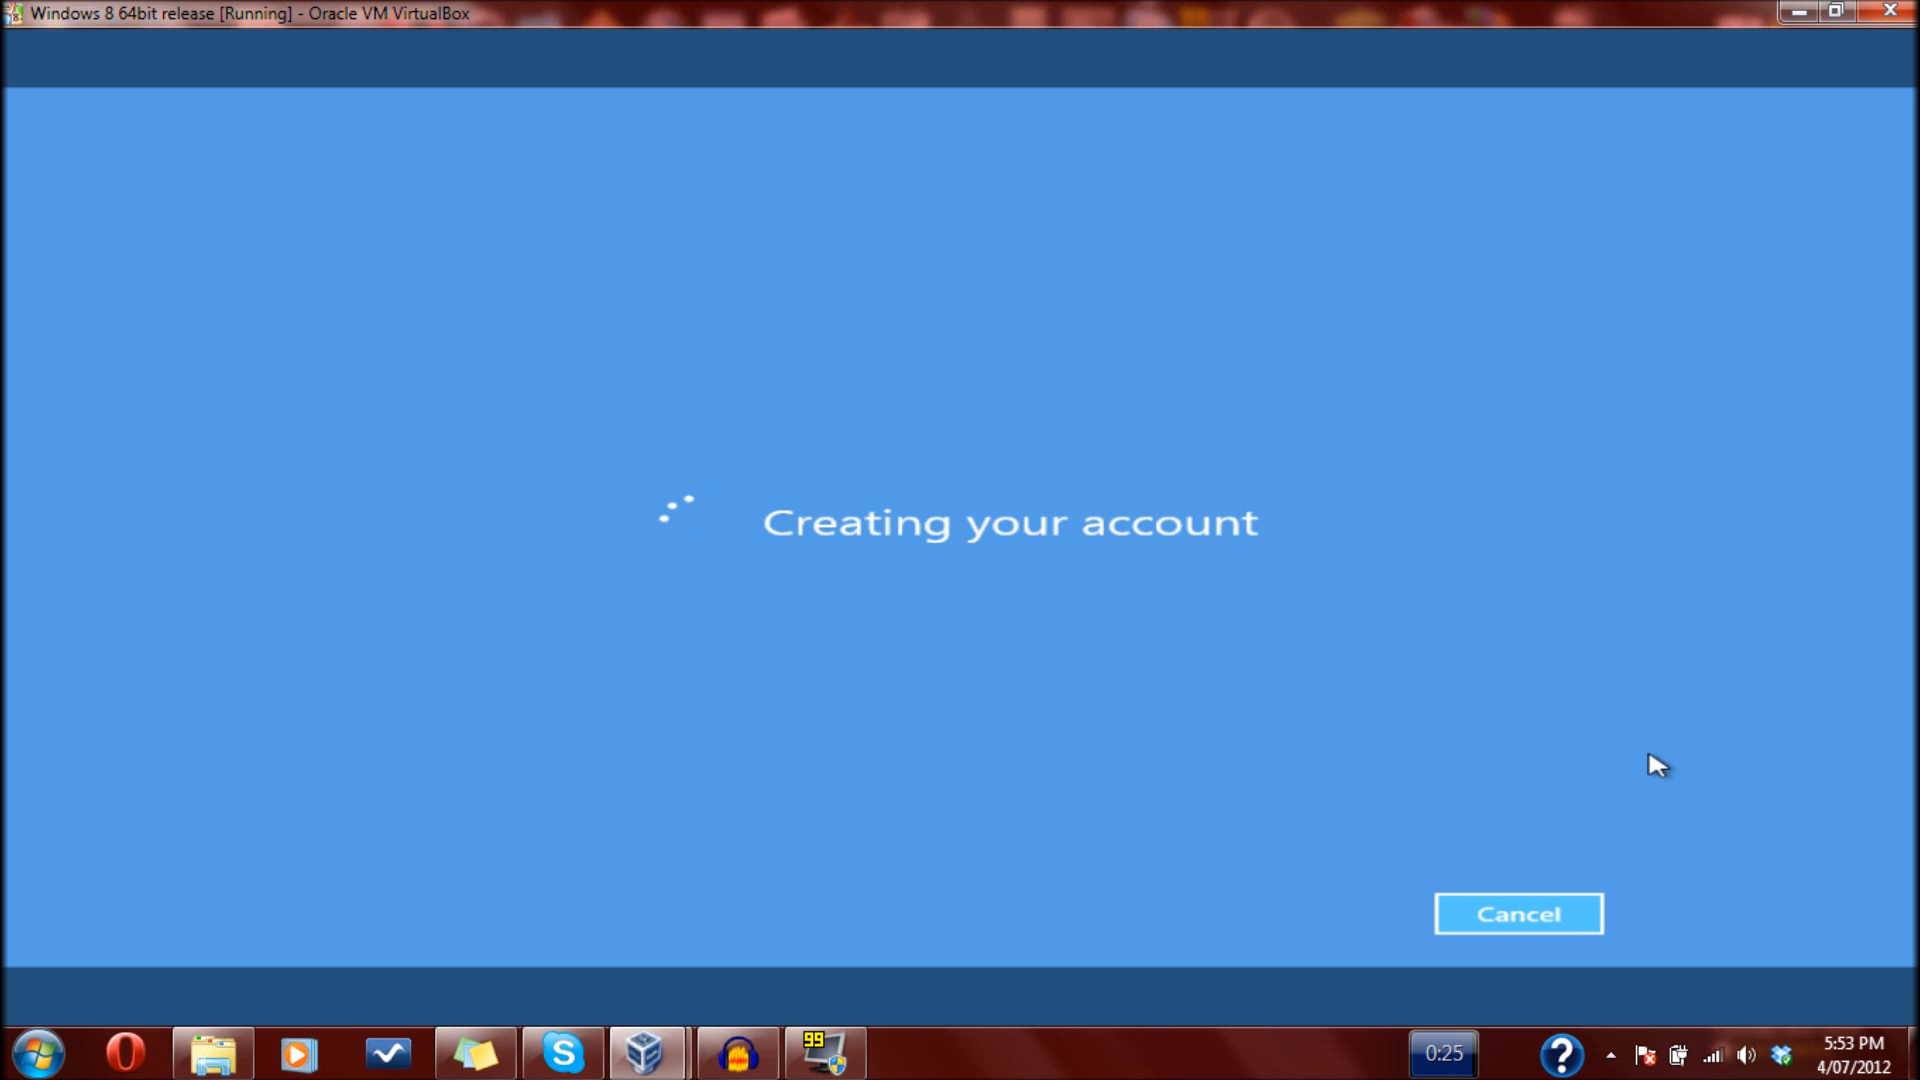 Windows 8 64bit release [Running] - Oracle VM VirtualBox
Creating your account
Cancel
99
0:25
5:53 PM
4/07/2012